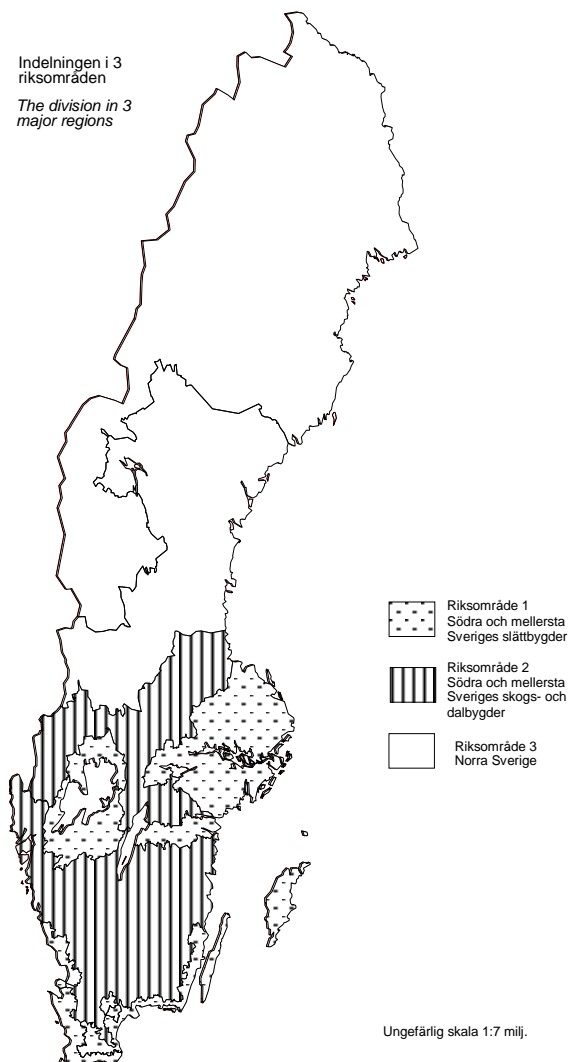 Indelningen i 3
riksområden
The division in 3
major regions
Riksområde 1
Södra och mellersta
Sveriges slättbygder
Riksområde 2
Södra och mellersta
Sveriges skogs- och
dalbygder
Riksområde 3
Norra Sverige
Ungefärlig skala 1:7 milj.